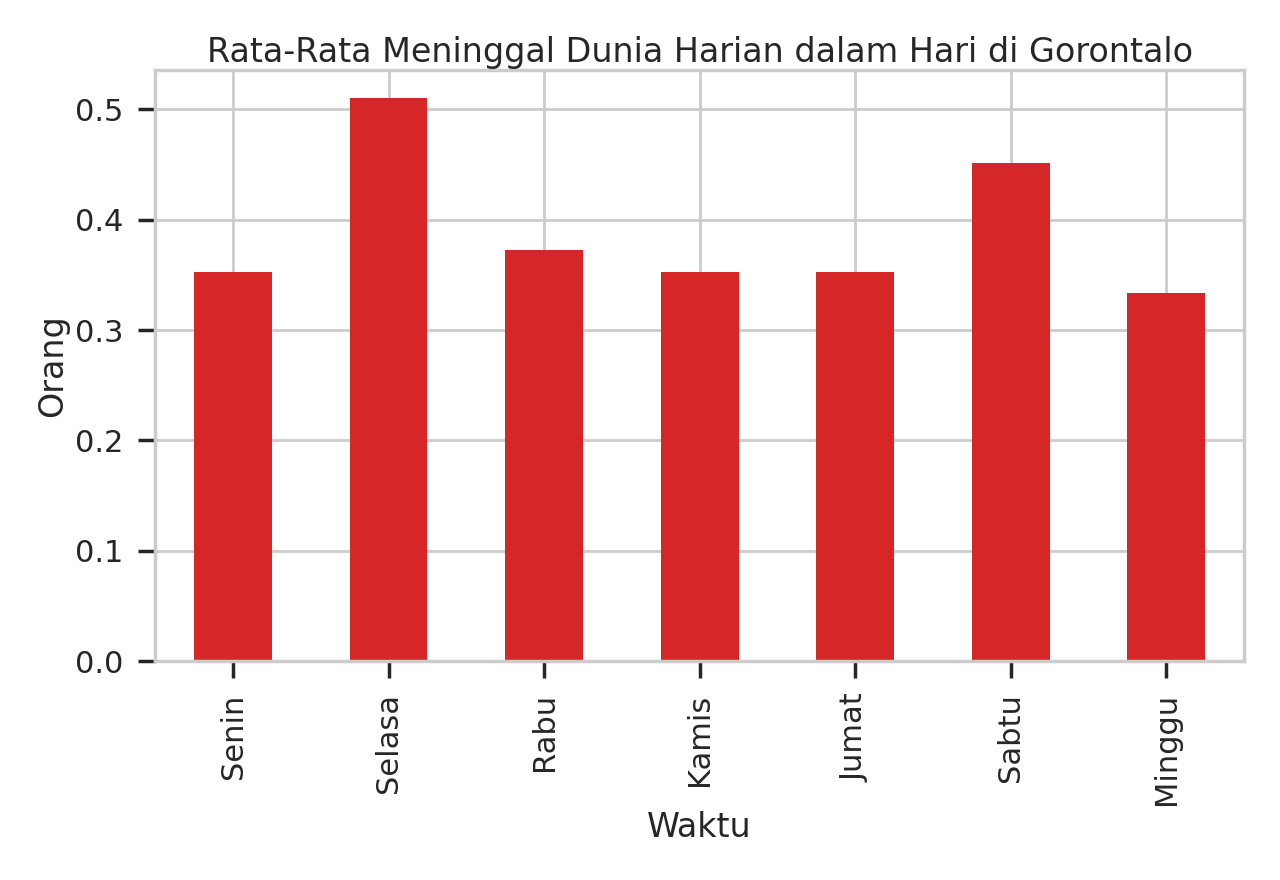 Rata-Rata Meninggal Dunia Harian dalam Hari di Gorontalo
0.5
0.4
0.3
0.2
0.1
0.0
Orang
Senin
Selasa
Rabu
Kamis
Jumat
Sabtu
Minggu
Waktu